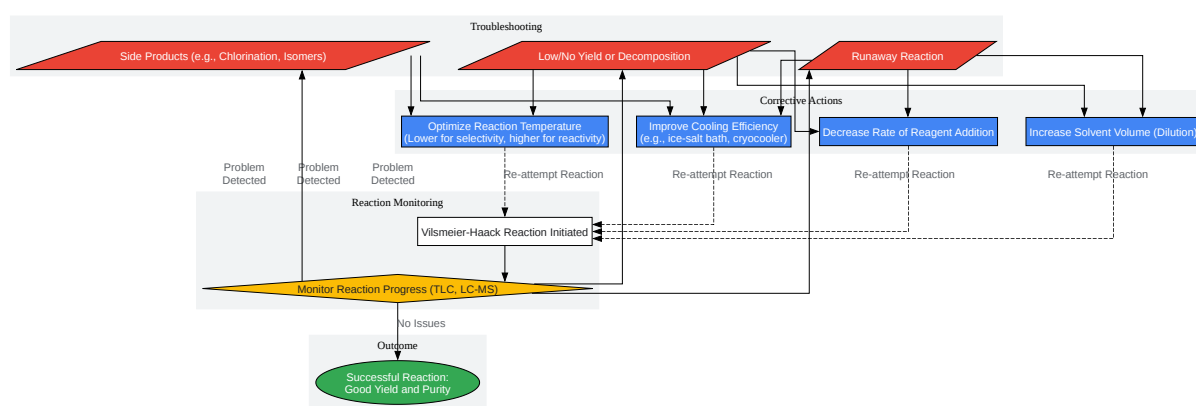 Troubleshooting
Side Products (e.g., Chlorination, Isomers)
Low/No Yield or Decomposition
Runaway Reaction
Corrective Actions
Optimize Reaction Temperature
(Lower for selectivity, higher for reactivity)
Improve Cooling Efficiency
(e.g., ice-salt bath, cryocooler)
Decrease Rate of Reagent Addition
Increase Solvent Volume (Dilution)
Problem
Detected
Problem
Detected
Problem
Detected
Re-attempt Reaction
Re-attempt Reaction
Re-attempt Reaction
Re-attempt Reaction
Reaction Monitoring
Vilsmeier-Haack Reaction Initiated
Monitor Reaction Progress (TLC, LC-MS)
No Issues
Outcome
Successful Reaction:
Good Yield and Purity